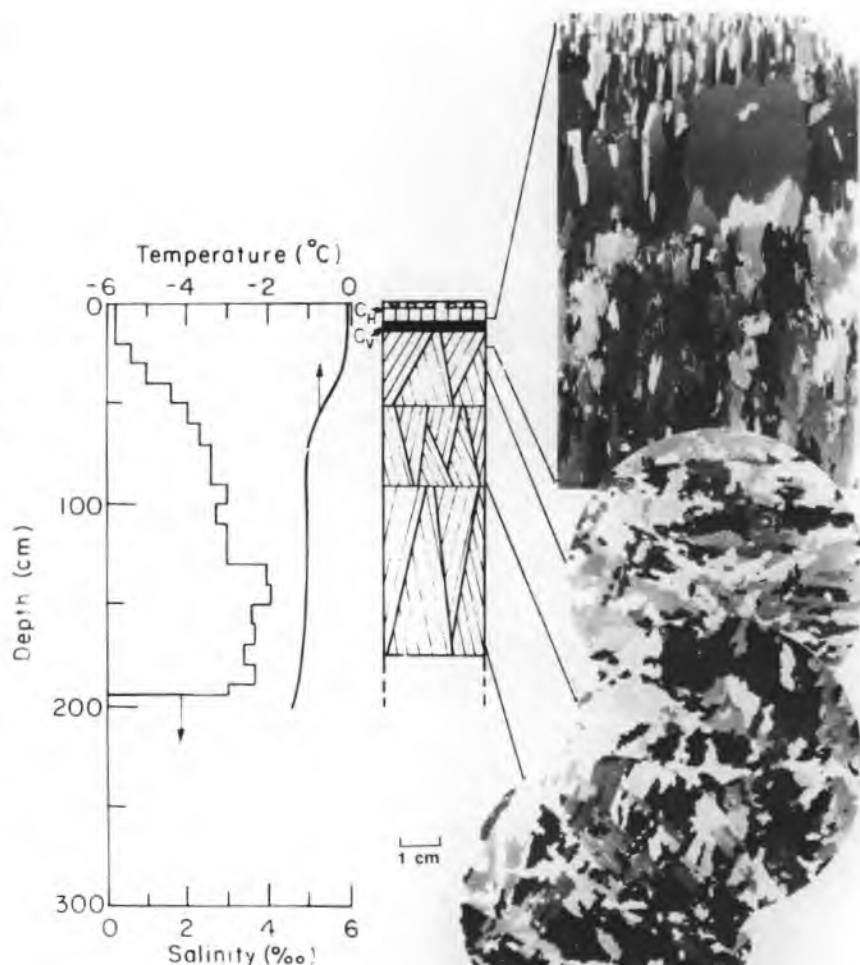 Temperature (°C)
-6 -4 -2 0
0
100
200
300
Depth (cm)
C_H
C_V
1 cm
0 2 4 6
Salinity (‰)